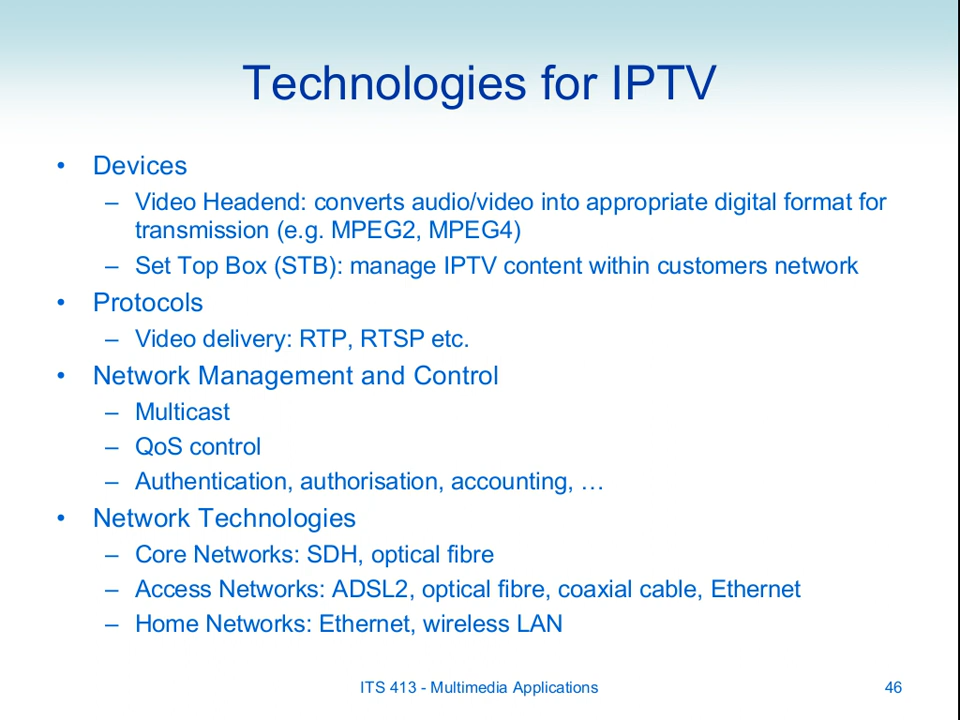 Technologies for IPTV
• Devices
– Video Headend: converts audio/video into appropriate digital format for
transmission (e.g. MPEG2, MPEG4)
– Set Top Box (STB): manage IPTV content within customers network
• Protocols
– Video delivery: RTP, RTSP etc.
• Network Management and Control
– Multicast
– QoS control
– Authentication, authorisation, accounting, …
• Network Technologies
– Core Networks: SDH, optical fibre
– Access Networks: ADSL2, optical fibre, coaxial cable, Ethernet
– Home Networks: Ethernet, wireless LAN
ITS 413 - Multimedia Applications
46